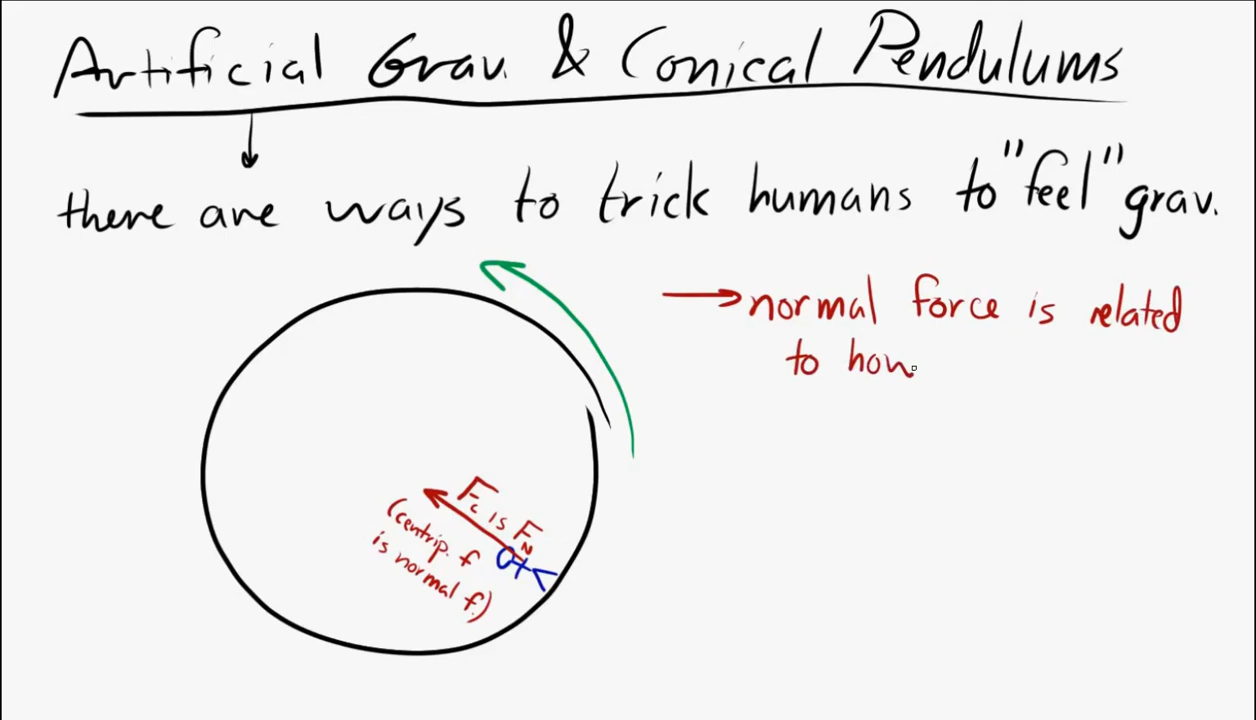 Artificial Grav. & Conical Pendulums
there are ways to trick humans to "feel" grav.
→ normal force is related
to how
Fc is FN
(centrip. f
is normal f.)